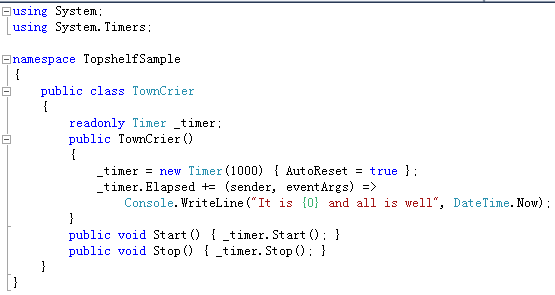 using System;
using System.Timers;
namespace TopshelfSample
{
public class TownCrier
{
readonly Timer _timer;
public TownCrier()
{
_timer = new Timer(1000) { AutoReset = true };
_timer.Elapsed += (sender, eventArgs) =>
Console.WriteLine("It is {0} and all is well", DateTime.Now);
}
public void Start() { _timer.Start(); }
public void Stop() { _timer.Stop(); }
}
}